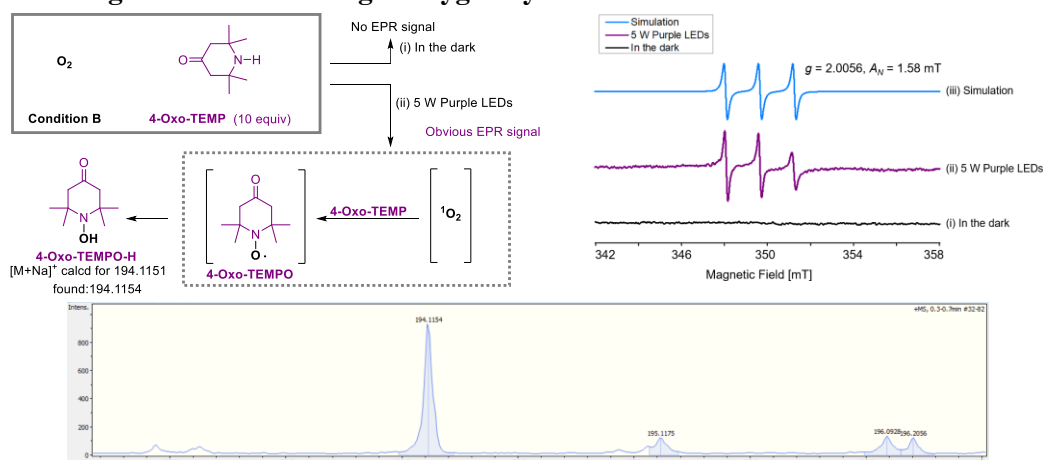 O2
Condition B
O
N
H
4-Oxo-TEMP (10 equiv)
No EPR signal
(i) In the dark
(ii) 5 W Purple LEDs
Obvious EPR signal
O
N
OH
4-Oxo-TEMPO-H
[M+Na]+ calcd for 194.1151
found:194.1154
O
N
O·
4-Oxo-TEMPO
4-Oxo-TEMP
1O2
Simulation
5 W Purple LEDs
In the dark
g = 2.0056, AN = 1.58 mT
(iii) Simulation
(ii) 5 W Purple LEDs
(i) In the dark
342 346 350 354 358
Magnetic Field [mT]
Intens.
+MS, 0.3-0.7min #32-82
800
600
400
200
0
194.1154
195.1175
196.0928
196.2056